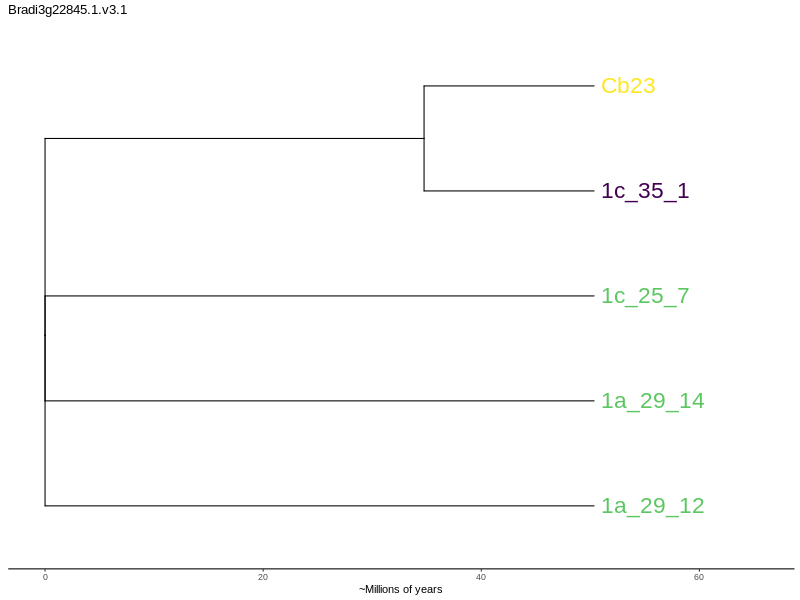 Bradi3g22845.1.v3.1
Cb23
1c_35_1
1c_25_7
1a_29_14
1a_29_12
0 20 40 60
~Millions of years